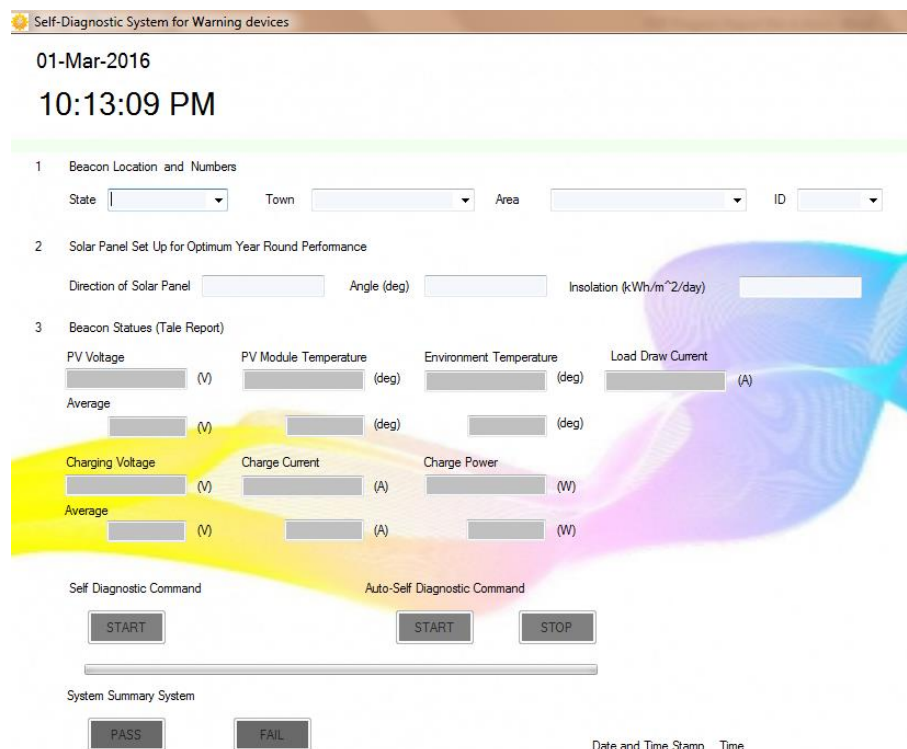 Self-Diagnostic System for Warning devices
01-Mar-2016
10:13:09 PM
1 Beacon Location and Numbers
State Town Area ID
2 Solar Panel Set Up for Optimum Year Round Performance
Direction of Solar Panel Angle (deg) Insolation (kWh/m^2/day)
3 Beacon Statues (Tale Report)
PV Voltage PV Module Temperature Environment Temperature Load Draw Current
(V) (deg) (deg) (A)
Average
(V) (deg) (deg)
Charging Voltage Charge Current Charge Power
(V) (A) (W)
Average
(V) (A) (W)
Self Diagnostic Command Auto-Self Diagnostic Command
START START STOP
System Summary System
PASS FAIL
Date and Time Stamp Time